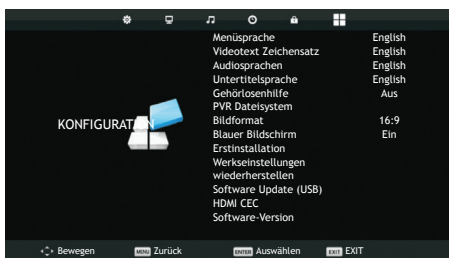 Menüsprache English
Videotext Zeichensatz English
Audiosprachen English
Untertitelsprache English
Gehörlosenhilfe Aus
PVR Dateisystem
KONFIGURATION
Bildformat 16:9
Blauer Bildschirm Ein
Erstinstallation
Werkseinstellungen
wiederherstellen
Software Update (USB)
HDMI CEC
Software-Version
Bewegen MENU Zurück ENTER Auswählen EXIT EXIT